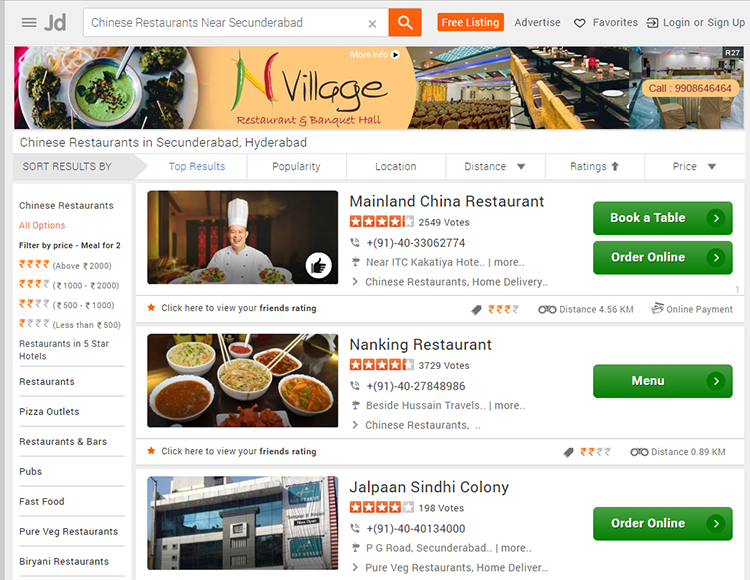 Jd
Chinese Restaurants Near Secunderabad ×
Free Listing
Advertise
Favorites
Login or Sign Up
More Info
R27
N Village
Restaurant & Banquet Hall
Call : 9908646464
Chinese Restaurants in Secunderabad, Hyderabad
SORT RESULTS BY
Top Results
Popularity
Location
Distance ▼
Ratings ⬆
Price ▼
Chinese Restaurants
All Options
Filter by price - Meal for 2
₹₹₹₹ (Above ₹ 2000)
₹₹₹₹ (₹ 1000 - ₹ 2000)
₹₹₹₹ (₹ 500 - ₹ 1000)
₹₹₹₹ (Less than ₹ 500)
Restaurants in 5 Star
Hotels
Restaurants
Pizza Outlets
Restaurants & Bars
Pubs
Fast Food
Pure Veg Restaurants
Biryani Restaurants
Mainland China Restaurant
2549 Votes
+(91)-40-33062774
Near ITC Kakatiya Hote.. | more..
Chinese Restaurants, Home Delivery..
Book a Table
Order Online
1
Click here to view your friends rating
₹₹₹₹
Distance 4.56 KM
Online Payment
Nanking Restaurant
3729 Votes
+(91)-40-27848986
Beside Hussain Travels.. | more..
Chinese Restaurants, ..
Menu
Click here to view your friends rating
₹₹₹₹
Distance 0.89 KM
Jalpaan Sindhi Colony
198 Votes
+(91)-40-40134000
P G Road, Secunderabad.. | more..
Pure Veg Restaurants, Home Deliver..
Order Online